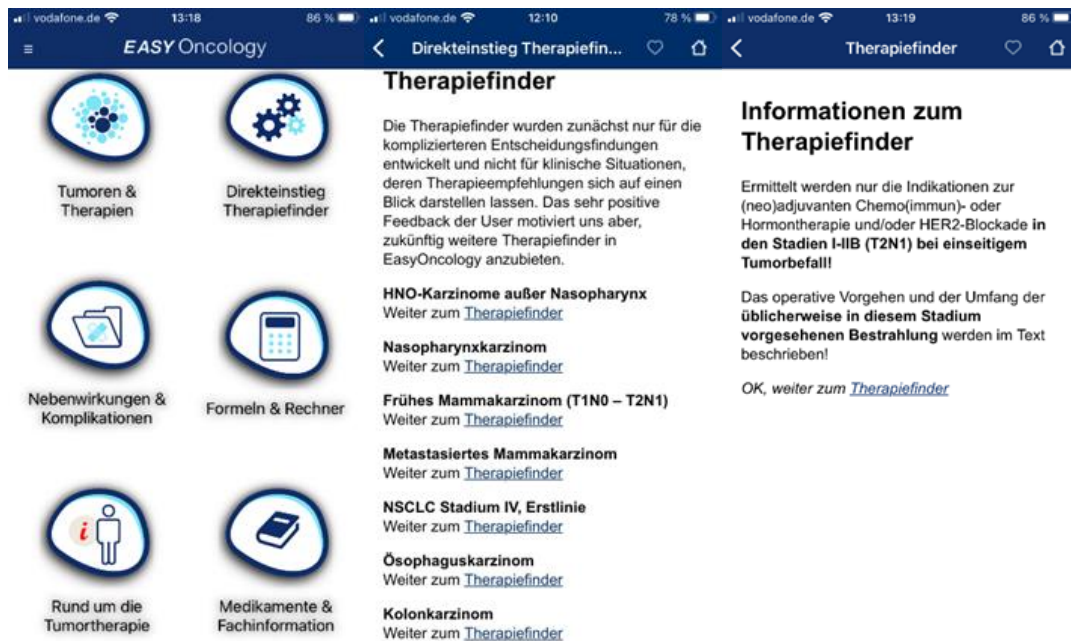 vodafone.de 13:18 86 %
EASY Oncology
Tumoren &
Therapien
Direkteinstieg
Therapiefinder
Nebenwirkungen &
Komplikationen
Formeln & Rechner
i
Rund um die
Tumortherapie
Medikamente &
Fachinformation
vodafone.de 12:10 78 %
Direkteinstieg Therapiefin...
Therapiefinder
Die Therapiefinder wurden zunächst nur für die
komplizierteren Entscheidungsfindungen
entwickelt und nicht für klinische Situationen,
deren Therapieempfehlungen sich auf einen
Blick darstellen lassen. Das sehr positive
Feedback der User motiviert uns aber,
zukünftig weitere Therapiefinder in
EasyOncology anzubieten.
HNO-Karzinome außer Nasopharynx
Weiter zum Therapiefinder
Nasopharynxkarzinom
Weiter zum Therapiefinder
Frühes Mammakarzinom (T1N0 – T2N1)
Weiter zum Therapiefinder
Metastasiertes Mammakarzinom
Weiter zum Therapiefinder
NSCLC Stadium IV, Erstlinie
Weiter zum Therapiefinder
Ösophaguskarzinom
Weiter zum Therapiefinder
Kolonkarzinom
Weiter zum Therapiefinder
vodafone.de 13:19 86 %
Therapiefinder
Informationen zum
Therapiefinder
Ermittelt werden nur die Indikationen zur
(neo)adjuvanten Chemo(immun)- oder
Hormontherapie und/oder HER2-Blockade in
den Stadien I-IIB (T2N1) bei einseitigem
Tumorbefall!
Das operative Vorgehen und der Umfang der
üblicherweise in diesem Stadium
vorgesehenen Bestrahlung werden im Text
beschrieben!
OK, weiter zum Therapiefinder